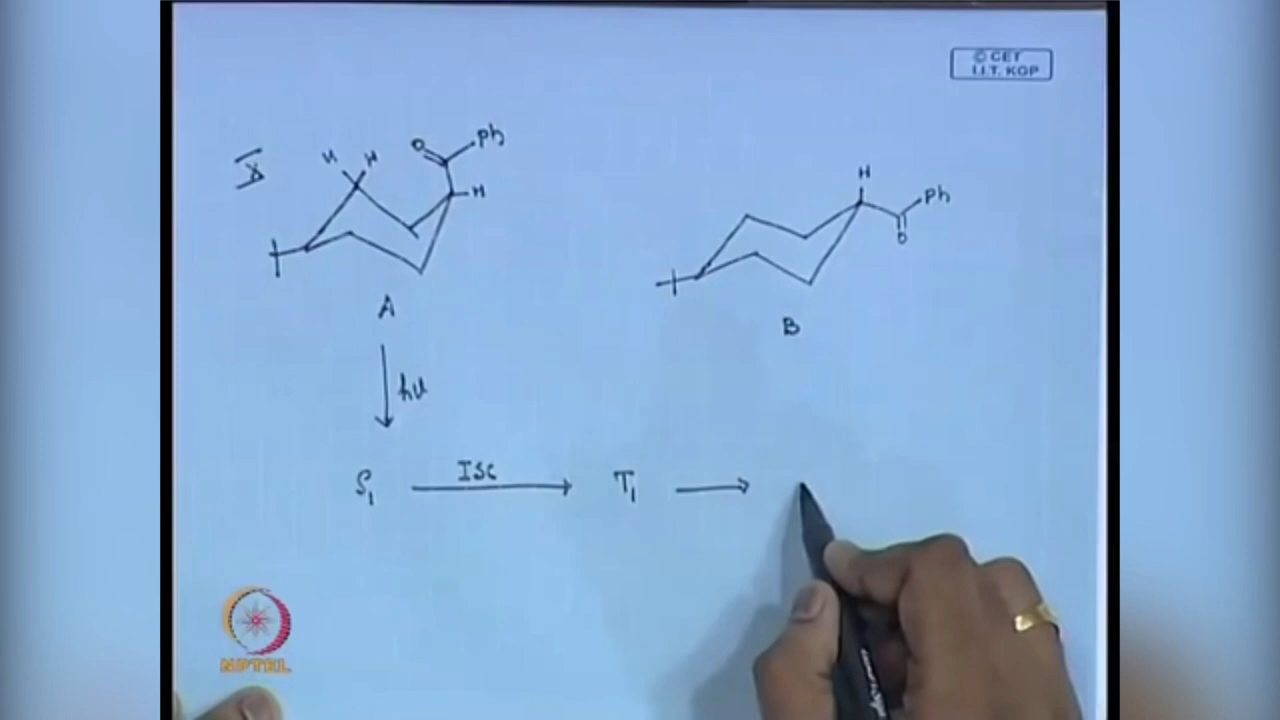 © CET
I.I.T. KGP
H H O Ph
H
A
H
Ph
O
B
hν
S₁ ISC T₁
NPTEL